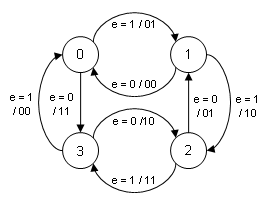 e = 1 / 01
0
1
e = 0 / 00
e = 1
/ 00
e = 0
/ 11
e = 0
/ 01
e = 1
/ 10
e = 0 /10
3
2
e = 1 / 11